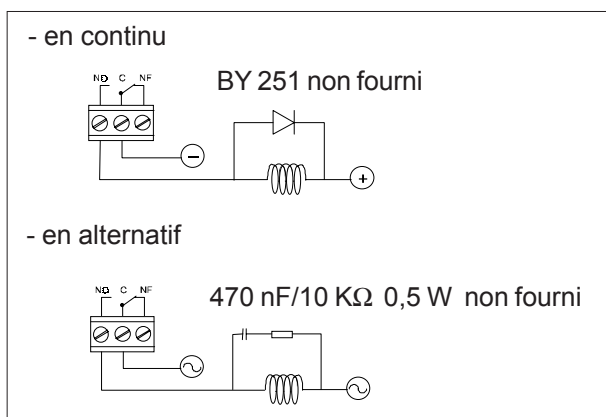 - en continu
NO C NF
BY 251 non fourni
- en alternatif
NO C NF
470 nF/10 KΩ 0,5 W non fourni